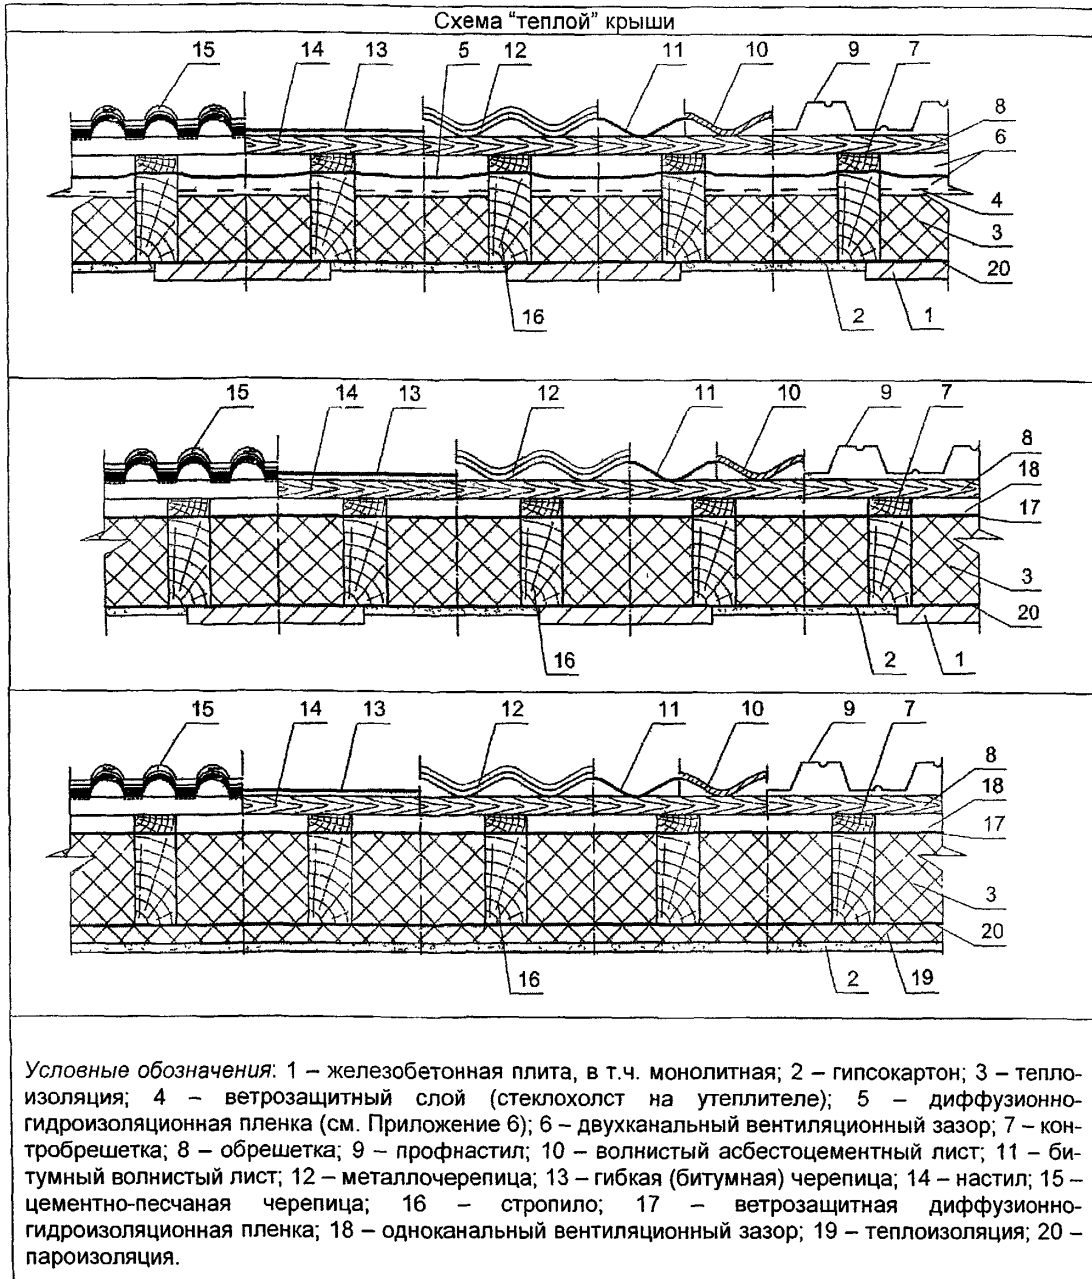 Схема “теплой” крыши
15 13 14 5 12 11 10 9 7
8
6
4
3
20
16 2 1
15 14 13 12 11 10 9 7
8
18
17
3
20
16 2 1
15 14 13 12 11 10 9 7
8
18
17
3
20
16 2 19
Условные обозначения: 1 – железобетонная плита, в т.ч. монолитная; 2 – гипсокартон; 3 – тепло-
изоляция; 4 – ветрозащитный слой (стеклохолст на утеплителе); 5 – диффузионно-
гидроизоляционная пленка (см. Приложение 6); 6 – двухканальный вентиляционный зазор; 7 – кон-
тробрешетка; 8 – обрешетка; 9 – профнастил; 10 – волнистый асбестоцементный лист; 11 – би-
тумный волнистый лист; 12 – металлочерепица; 13 – гибкая (битумная) черепица; 14 – настил; 15 –
цементно-песчаная черепица; 16 – стропило; 17 – ветрозащитная диффузионно-
гидроизоляционная пленка; 18 – одноканальный вентиляционный зазор; 19 – теплоизоляция; 20 –
пароизоляция.